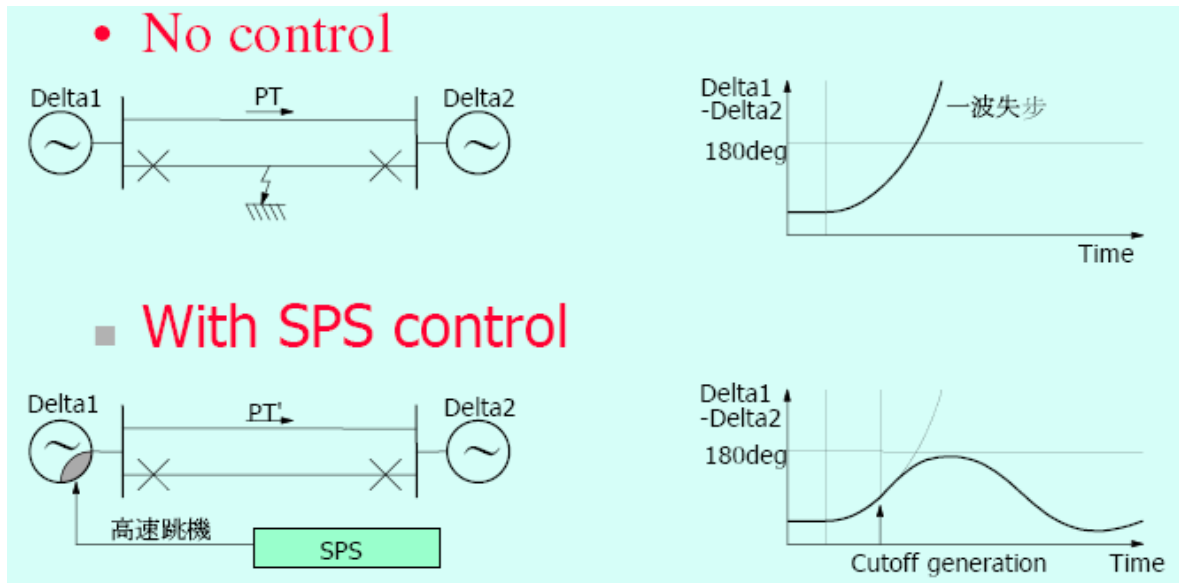 No control
Delta1
PT
Delta2
Delta1
-Delta2
180deg
一波失步
Time
With SPS control
Delta1
PT'
Delta2
高速跳機
SPS
Delta1
-Delta2
180deg
Cutoff generation
Time